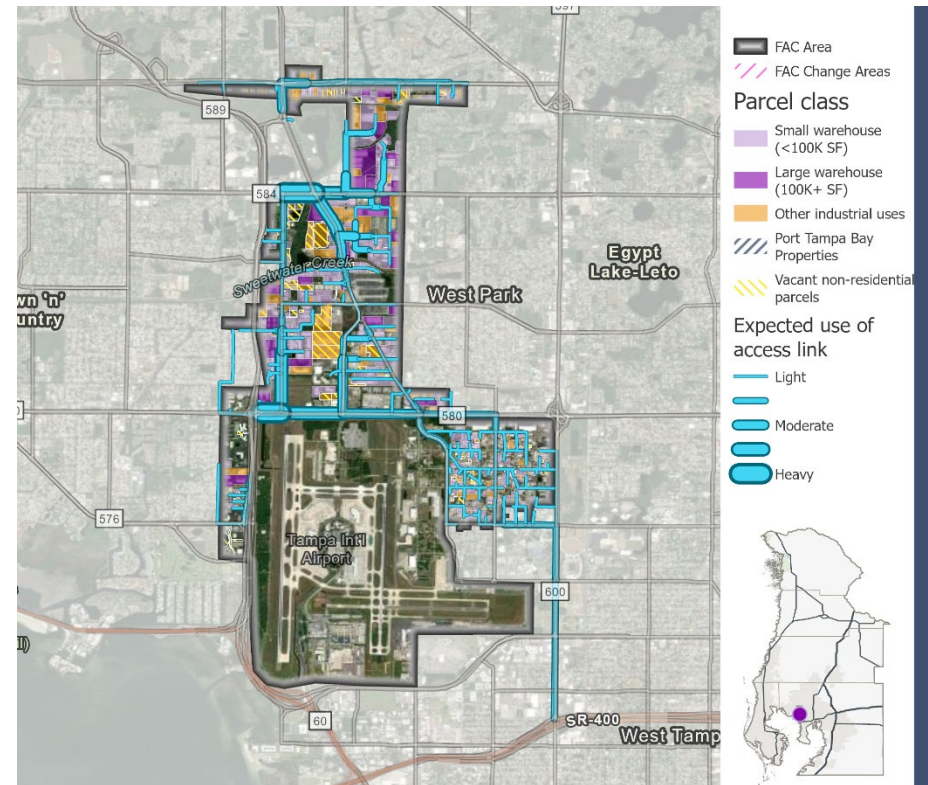 597
589
584
Sweetwater Creek
Egypt
Lake-Leto
West Park
wn 'n'
untry
580
576
Tampa Int'l
Airport
600
60
SR-400
West Tamp
FAC Area
FAC Change Areas
Parcel class
Small warehouse
(<100K SF)
Large warehouse
(100K+ SF)
Other industrial uses
Port Tampa Bay
Properties
Vacant non-residential
parcels
Expected use of
access link
Light
Moderate
Heavy